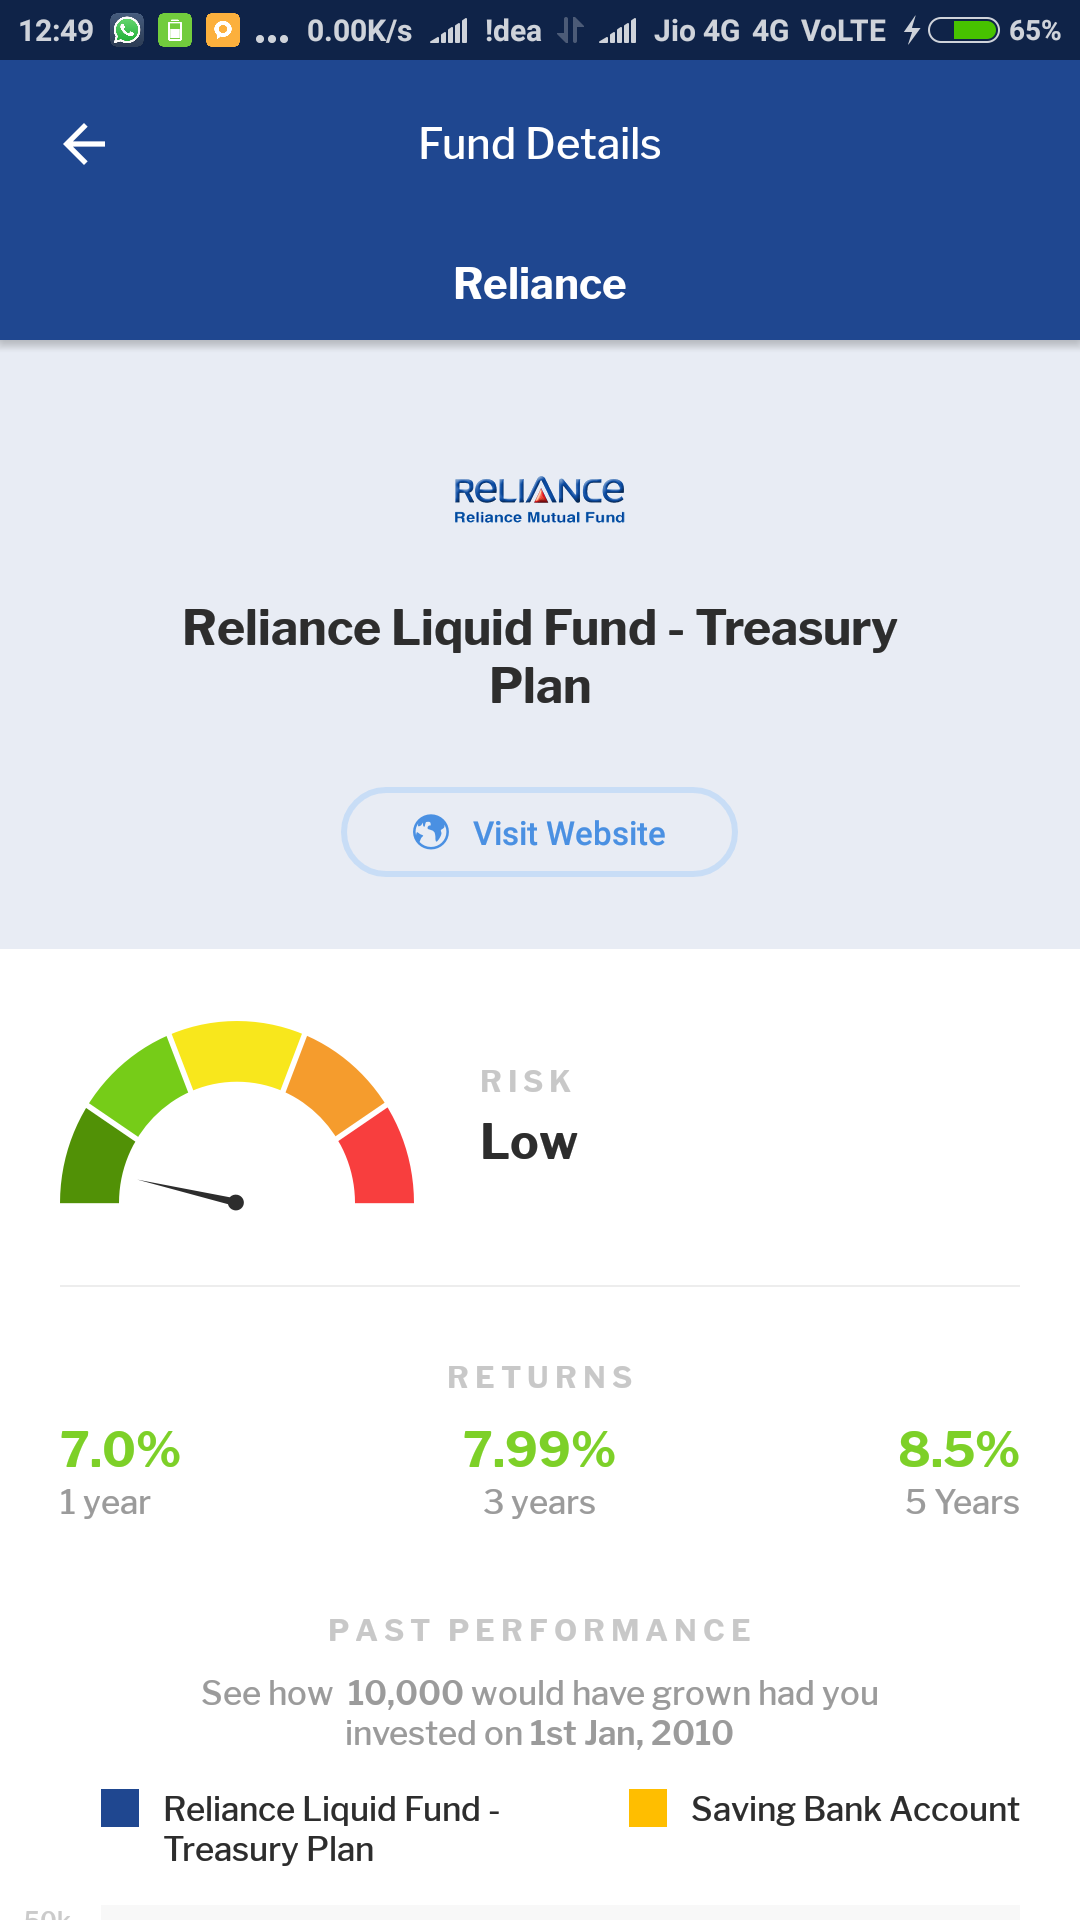 12:49 ... 0.00K/s !dea Jio 4G 4G VoLTE 65%
Fund Details
Reliance
RELIANCE
Reliance Mutual Fund
Reliance Liquid Fund - Treasury
Plan
Visit Website
RISK
Low
RETURNS
7.0% 7.99% 8.5%
1 year 3 years 5 Years
PAST PERFORMANCE
See how 10,000 would have grown had you
invested on 1st Jan, 2010
Reliance Liquid Fund - Saving Bank Account
Treasury Plan
50k